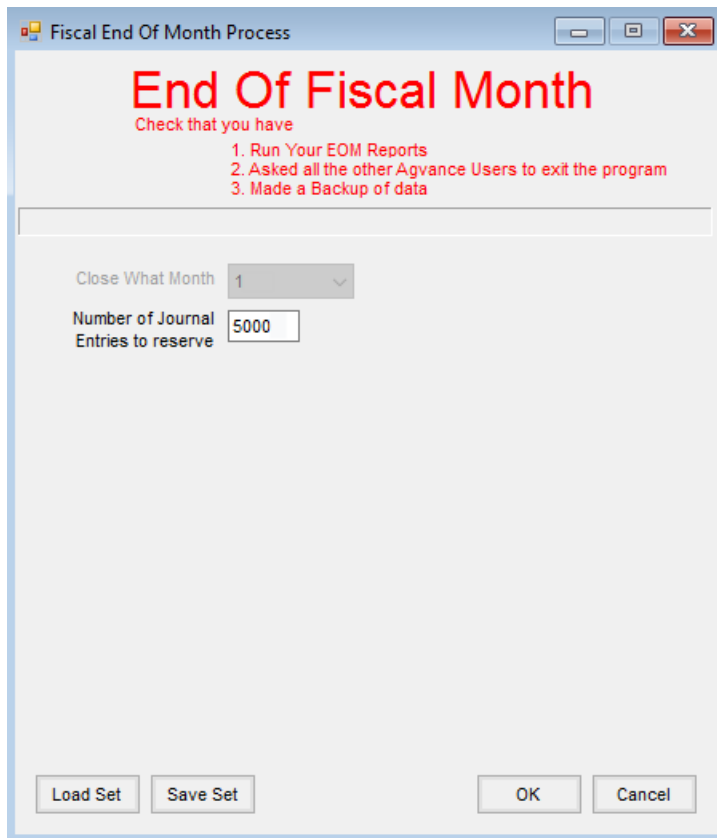 Fiscal End Of Month Process
End Of Fiscal Month
Check that you have
1. Run Your EOM Reports
2. Asked all the other Agvance Users to exit the program
3. Made a Backup of data
Close What Month 1
Number of Journal
Entries to reserve 5000
Load Set Save Set OK Cancel